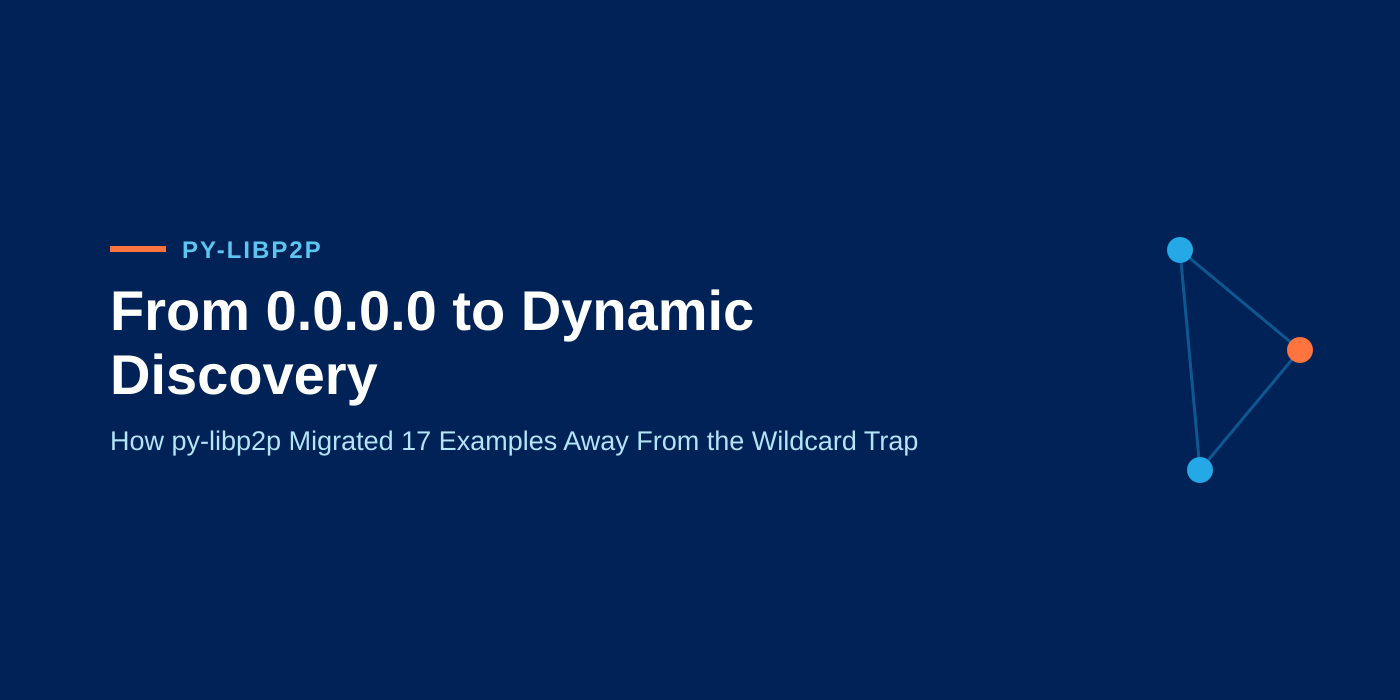 PY-LIBP2P
From 0.0.0.0 to Dynamic
Discovery
How py-libp2p Migrated 17 Examples Away From the Wildcard Trap